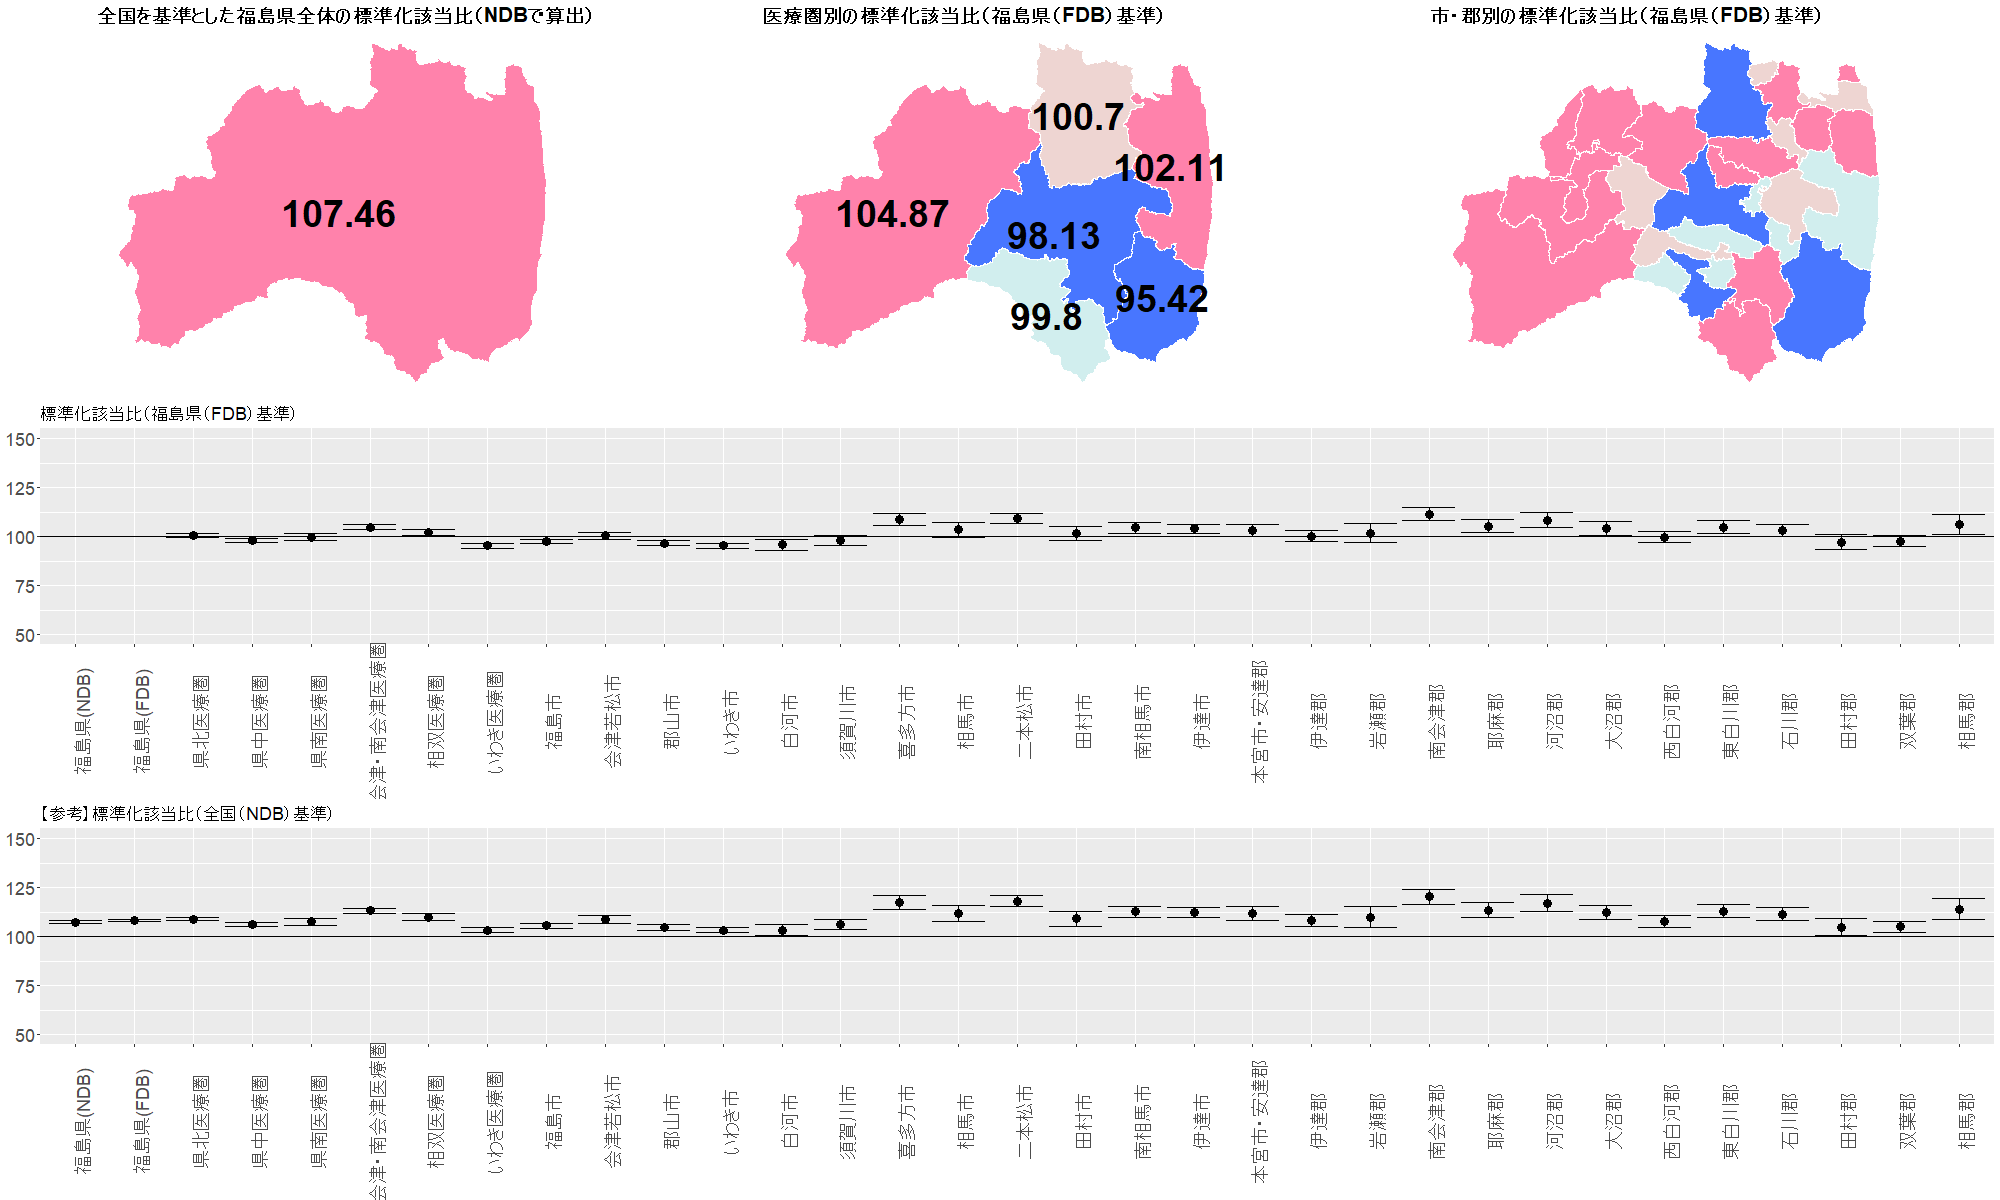 全国を基準とした福島県全体の標準化該当比(NDBで算出)
107.46
医療圏別の標準化該当比(福島県(FDB)基準)
100.7
102.11
104.87
98.13
95.42
99.8
市・郡別の標準化該当比(福島県(FDB)基準)
標準化該当比(福島県(FDB)基準)
150
125
100
75
50
福島県(NDB)
福島県(FDB)
県北医療圏
県中医療圏
県南医療圏
会津・南会津医療圏
相双医療圏
いわき医療圏
福島市
会津若松市
郡山市
いわき市
白河市
須賀川市
喜多方市
相馬市
二本松市
田村市
南相馬市
伊達市
本宮市・安達郡
伊達郡
岩瀬郡
南会津郡
耶麻郡
河沼郡
大沼郡
西白河郡
東白川郡
石川郡
田村郡
双葉郡
相馬郡
【参考】標準化該当比(全国(NDB)基準)
150
125
100
75
50
福島県(NDB)
福島県(FDB)
県北医療圏
県中医療圏
県南医療圏
会津・南会津医療圏
相双医療圏
いわき医療圏
福島市
会津若松市
郡山市
いわき市
白河市
須賀川市
喜多方市
相馬市
二本松市
田村市
南相馬市
伊達市
本宮市・安達郡
伊達郡
岩瀬郡
南会津郡
耶麻郡
河沼郡
大沼郡
西白河郡
東白川郡
石川郡
田村郡
双葉郡
相馬郡